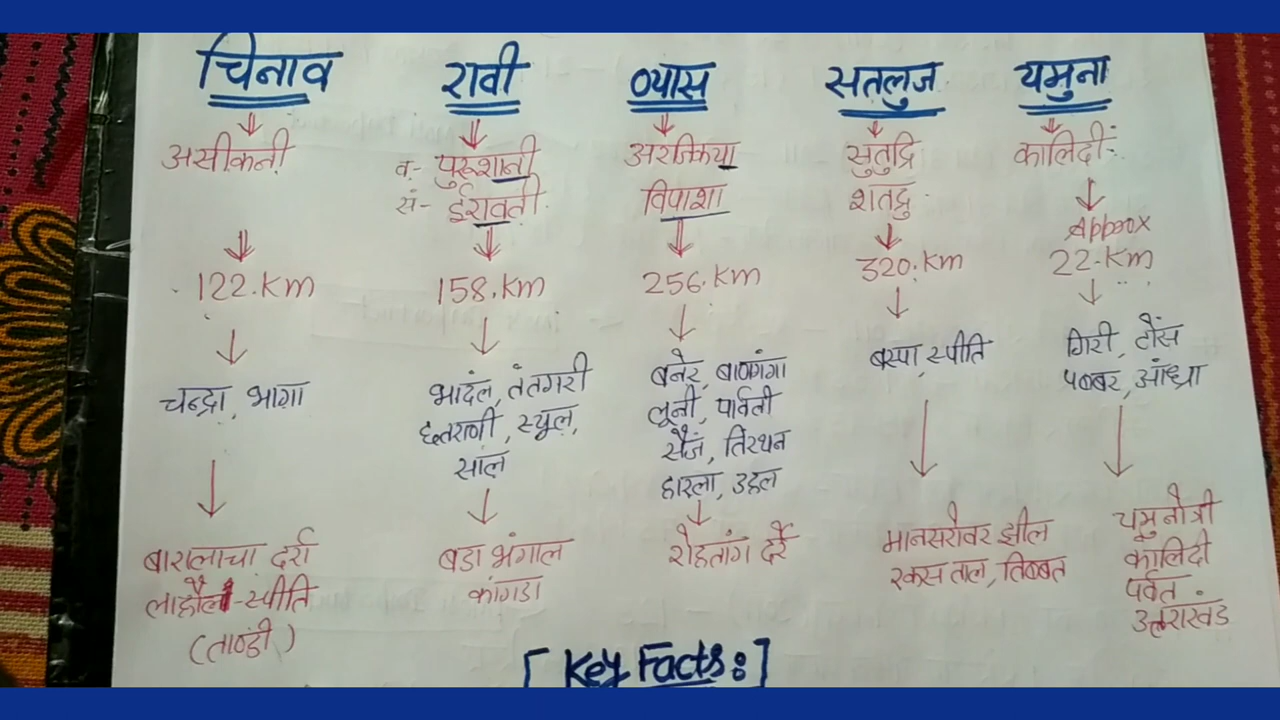 चिनाव
असीकनी
122.Km
चन्द्रा, भागा
बारालाचा दर्रा
लाहौल-स्पीति
(ताण्डी)
रावी
व- पुरूशानी
सं- ईरावती
158.Km
भादल, तंतगरी
छतराणी, स्यूल,
साल
बडा भंगाल
कांगडा
व्यास
अरज्किया
विपाशा
256.Km
बनेर, बाणगंगा
लूनी, पार्वती
सैंज, तिरथन
हारला, उहल
रोहतांग दर्रे
सतलुज
सुतुद्रि
शतद्रु
320.Km
बस्पा, स्पीति
मानसरोवर झील
रकस ताल, तिब्बत
यमुना
कालिदी
Approx
22.Km
गिरी, टौंस
पब्बर, आंध्रा
यमुनोत्री
कालिदी
पर्वत
उत्तराखंड
[Key Facts:]